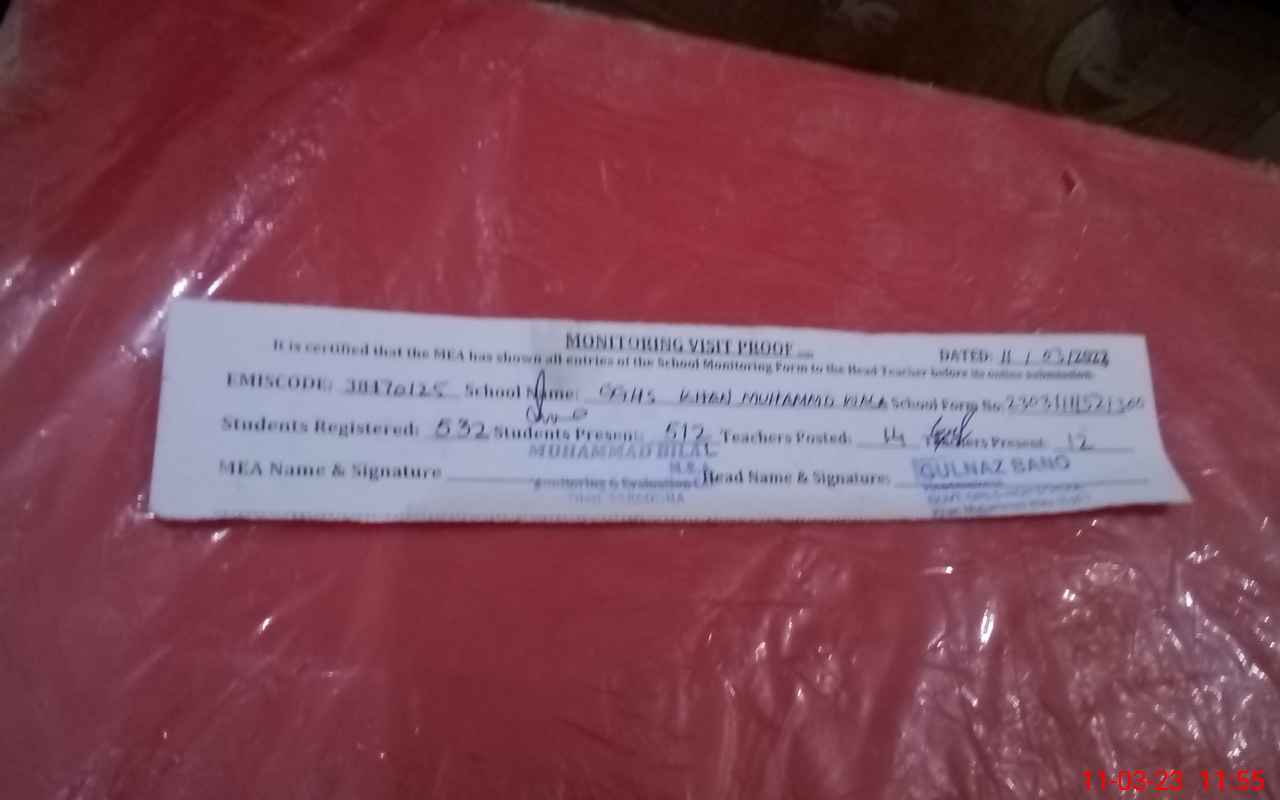 MONITORING VISIT PROOF
DATED: 11 / 03/2023
It is certified that the MEA has shown all entries of the School Monitoring Form to the Head Teacher before its online submission.
EMISCODE: 38470125 School Name: GGHS KHAN MUHAMMAD WALA School Form No:
Students Registered: 532 Students Present: 512 Teachers Posted: 14 Teachers Present: 12
MUHAMMAD BILAL
MEA Name & Signature
Head Name & Signature:
GULNAZ BANO
Monitoring & Evaluation
11-03-23 11:55